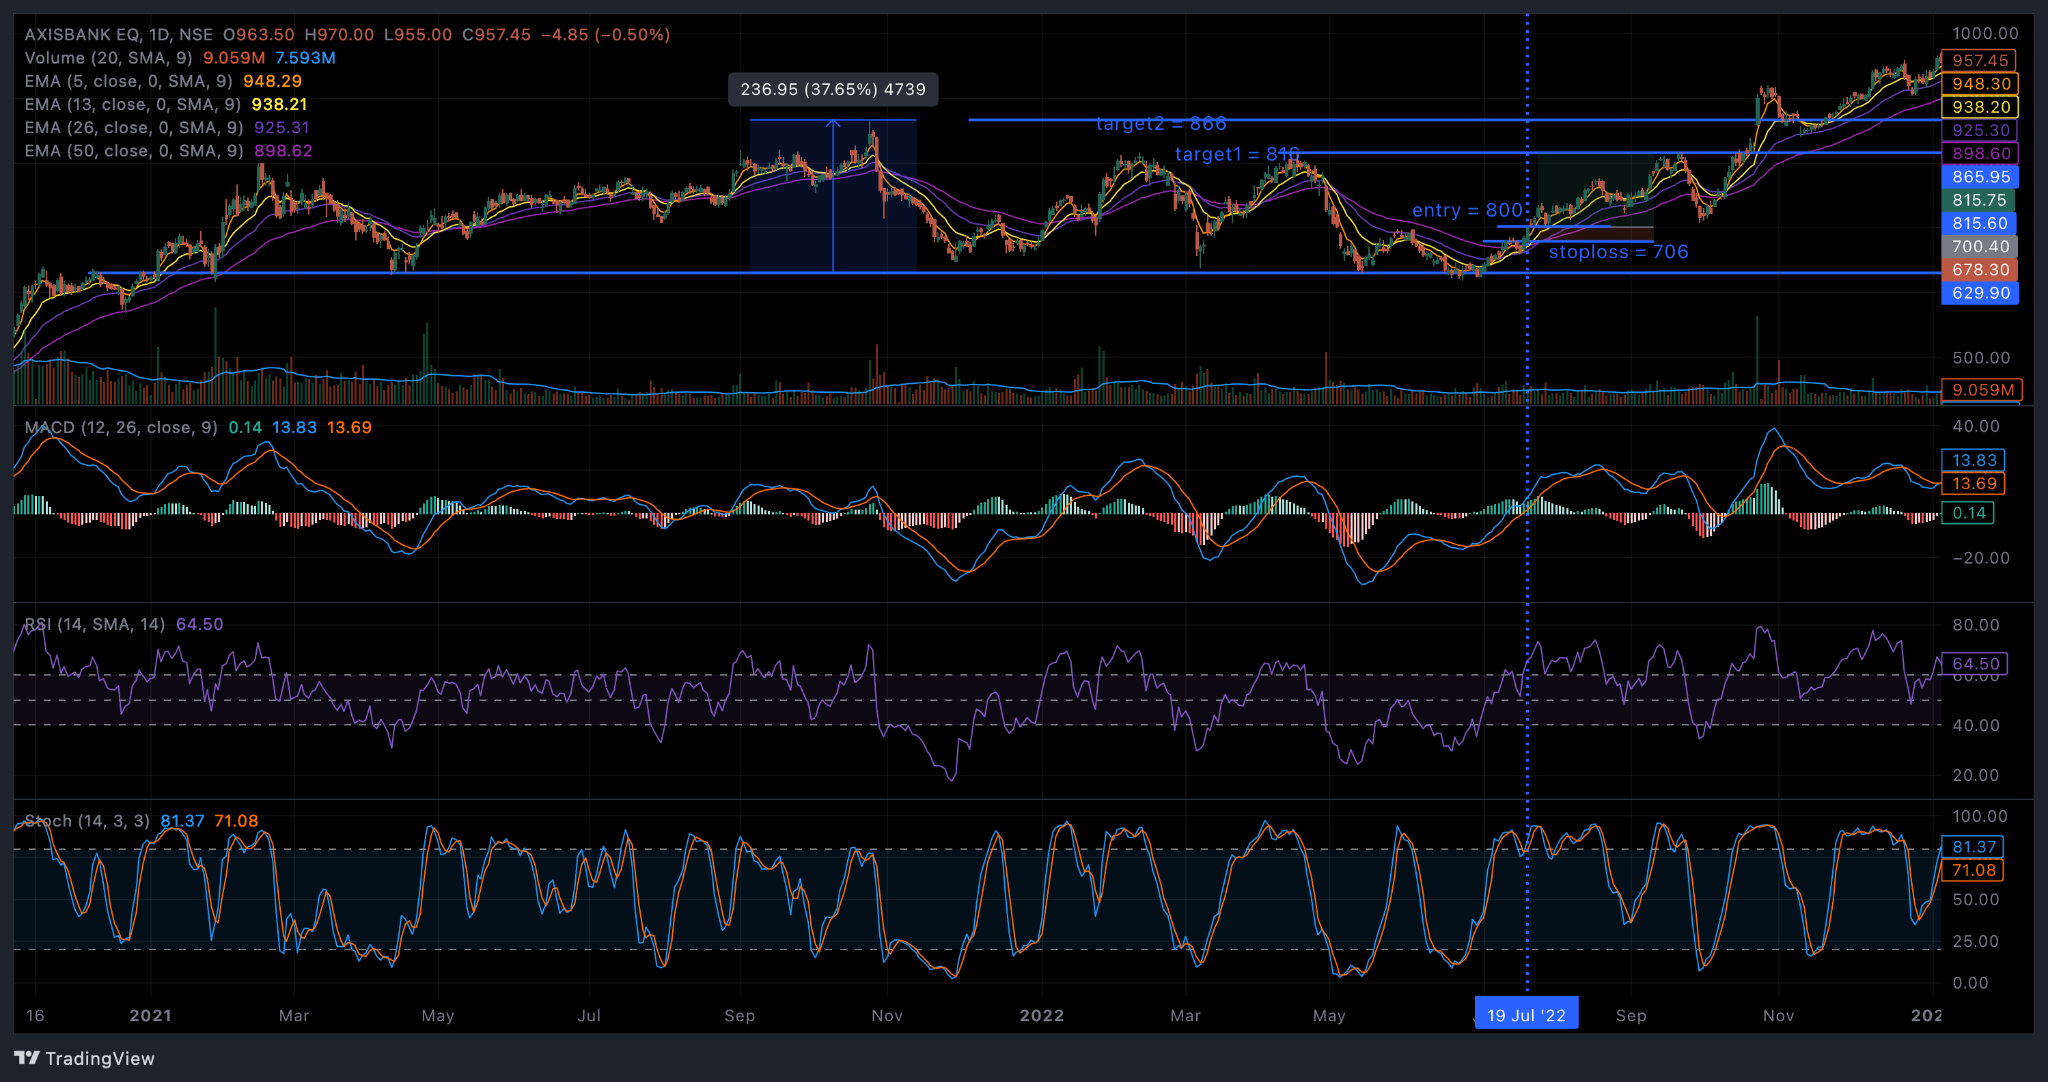 AXISBANK EQ, 1D, NSE O963.50 H970.00 L955.00 C957.45 −4.85 (−0.50%)
Volume (20, SMA, 9) 9.059M 7.593M
EMA (5, close, 0, SMA, 9) 948.29
EMA (13, close, 0, SMA, 9) 938.21
EMA (26, close, 0, SMA, 9) 925.31
EMA (50, close, 0, SMA, 9) 898.62
236.95 (37.65%) 4739
target2 = 866
target1 = 816
entry = 800
stoploss = 706
1000.00
957.45
948.30
938.20
925.30
898.60
865.95
815.75
815.60
700.40
678.30
629.90
500.00
9.059M
MACD (12, 26, close, 9) 0.14 13.83 13.69
40.00
13.83
13.69
0.14
−20.00
RSI (14, SMA, 14) 64.50
80.00
64.50
60.00
40.00
20.00
Stoch (14, 3, 3) 81.37 71.08
100.00
81.37
71.08
50.00
25.00
0.00
16 2021 Mar May Jul Sep Nov 2022 Mar May 19 Jul '22 Sep Nov 202
TradingView